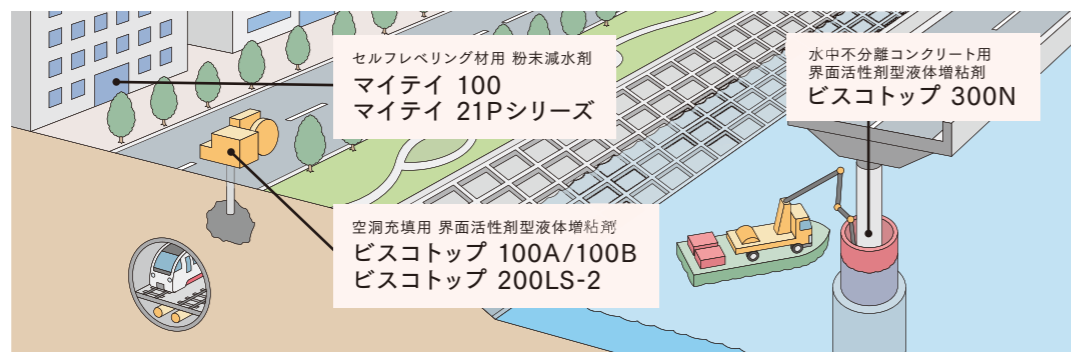 セルフレベリング材用 粉末減水剤
マイテイ 100
マイテイ 21Pシリーズ
水中不分離コンクリート用
界面活性剤型液体増粘剤
ビスコトップ 300N
空洞充填用 界面活性剤型液体増粘剤
ビスコトップ 100A/100B
ビスコトップ 200LS-2